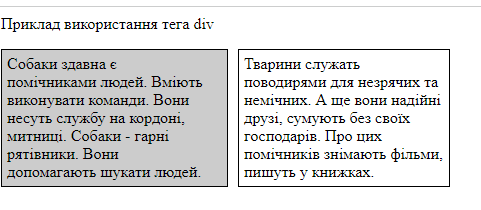 Приклад використання тега div
Собаки здавна є
помічниками людей. Вміють
виконувати команди. Вони
несуть службу на кордоні,
митниці. Собаки - гарні
рятівники. Вони
допомагають шукати людей.
Тварини служать
поводирями для незрячих та
немічних. А ще вони надійні
друзі, сумують без своїх
господарів. Про цих
помічників знімають фільми,
пишуть у книжках.